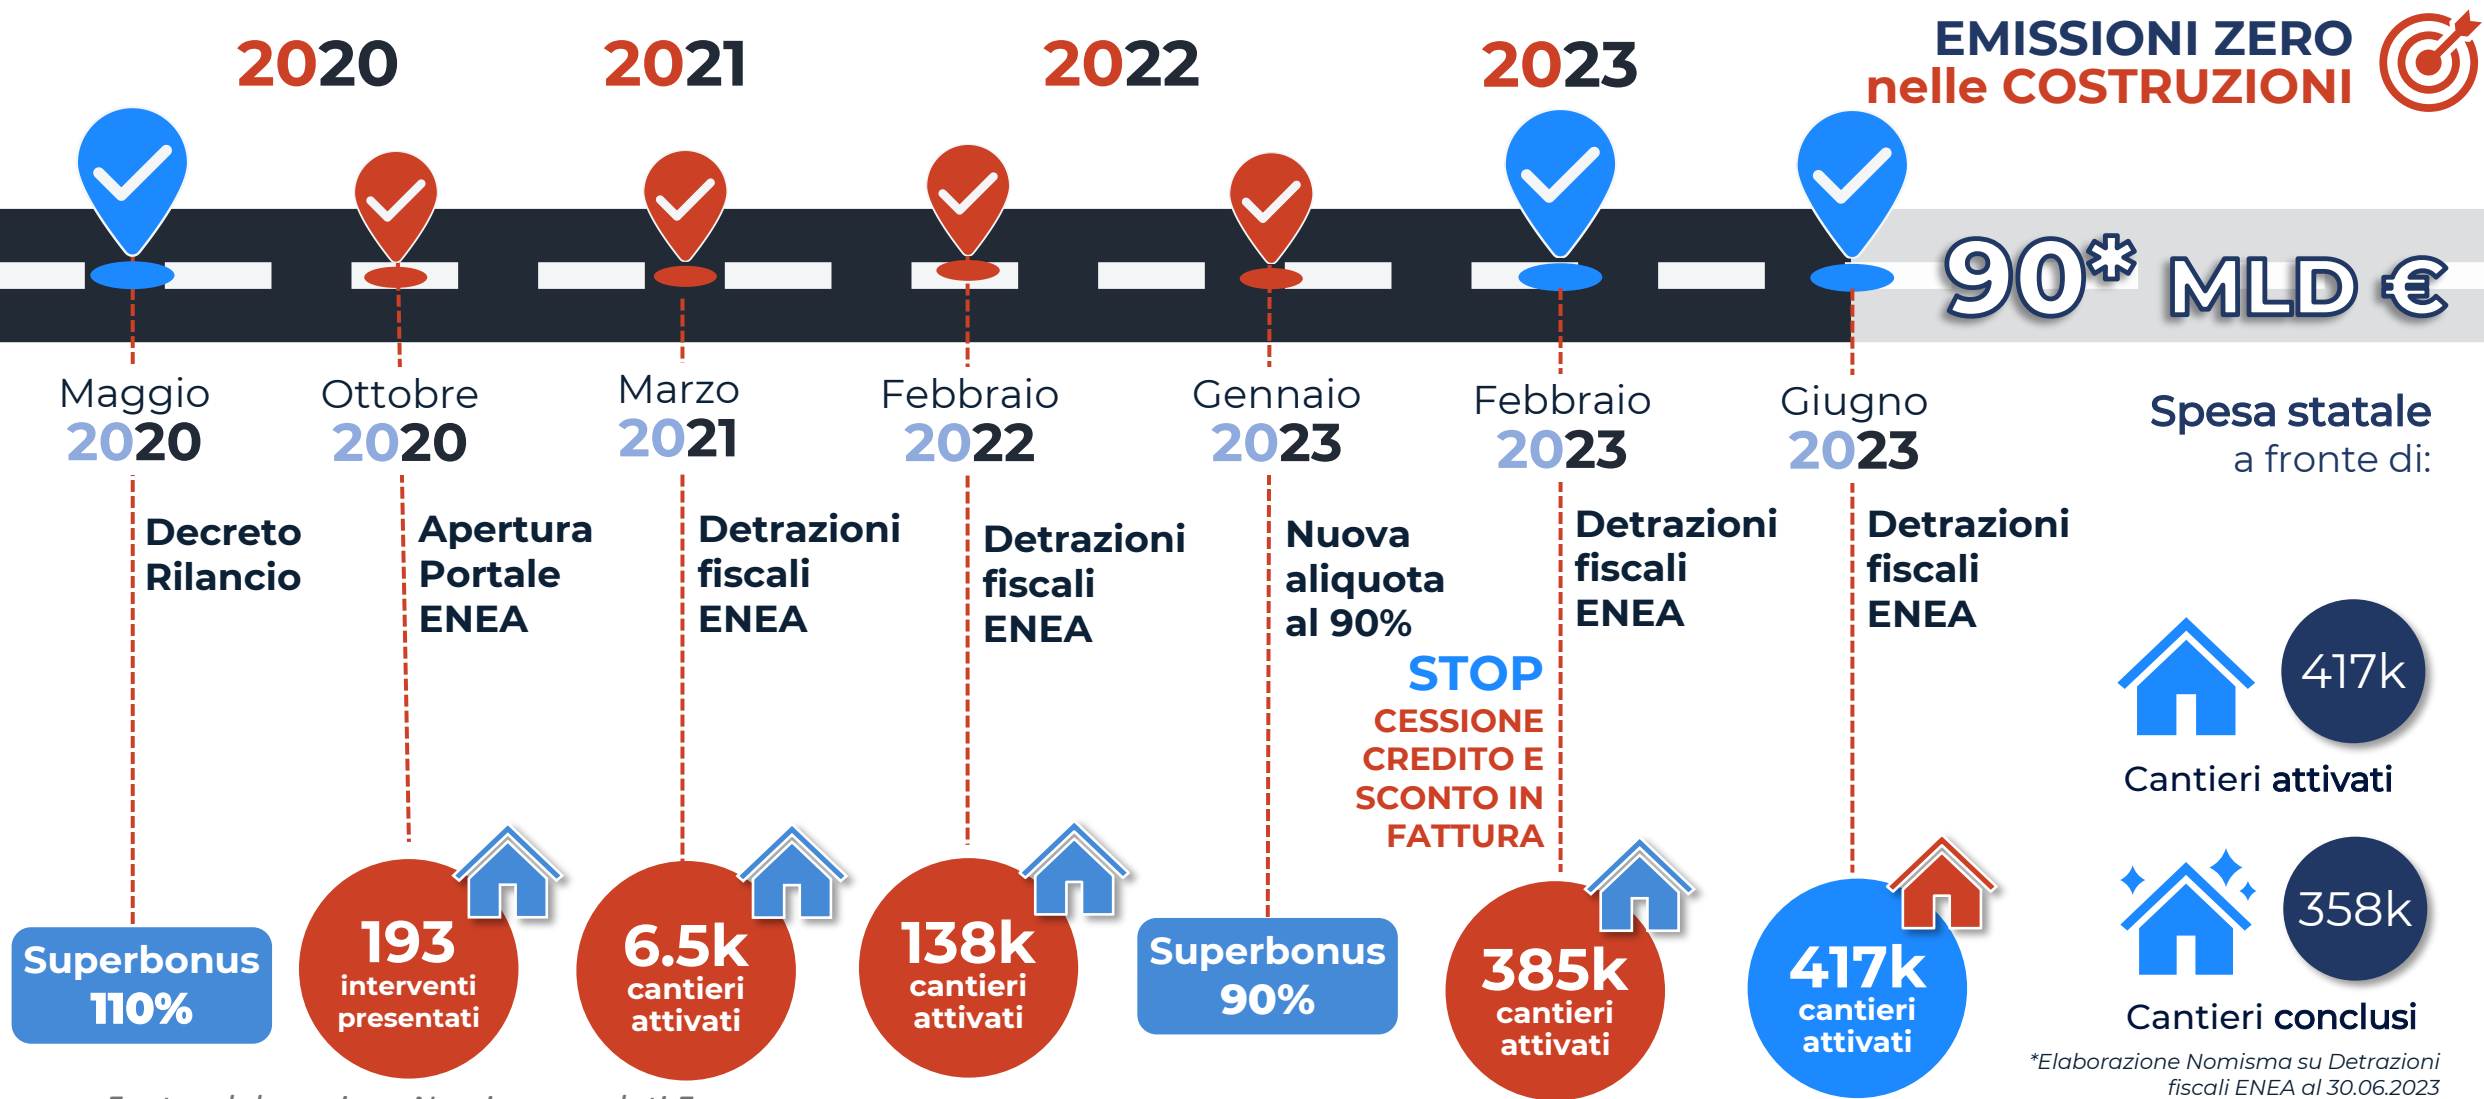 2020
2021
2022
2023
EMISSIONI ZERO
nelle COSTRUZIONI
90* MLD €
Maggio
2020
Ottobre
2020
Marzo
2021
Febbraio
2022
Gennaio
2023
Febbraio
2023
Giugno
2023
Spesa statale
a fronte di:
Decreto
Rilancio
Apertura
Portale
ENEA
Detrazioni
fiscali
ENEA
Detrazioni
fiscali
ENEA
Nuova
aliquota
al 90%
Detrazioni
fiscali
ENEA
Detrazioni
fiscali
ENEA
STOP
CESSIONE
CREDITO E
SCONTO IN
FATTURA
417k
Cantieri attivati
358k
Cantieri conclusi
Superbonus
110%
193
interventi
presentati
6.5k
cantieri
attivati
138k
cantieri
attivati
Superbonus
90%
385k
cantieri
attivati
417k
cantieri
attivati
*Elaborazione Nomisma su Detrazioni
fiscali ENEA al 30.06.2023